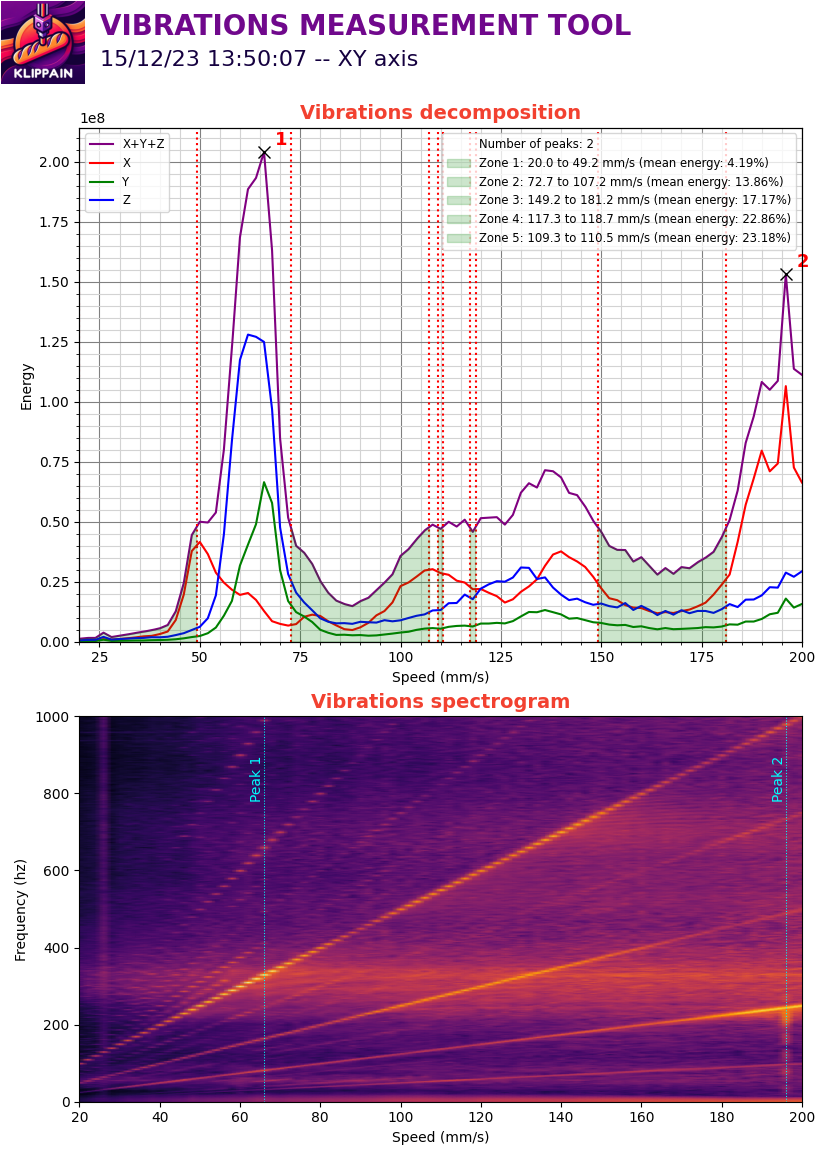 VIBRATIONS MEASUREMENT TOOL
15/12/23 13:50:07 -- XY axis
KLIPPAIN
Vibrations decomposition
1e8
X+Y+Z
X
Y
Z
1
2
Number of peaks: 2
Zone 1: 20.0 to 49.2 mm/s (mean energy: 4.19%)
Zone 2: 72.7 to 107.2 mm/s (mean energy: 13.86%)
Zone 3: 149.2 to 181.2 mm/s (mean energy: 17.17%)
Zone 4: 117.3 to 118.7 mm/s (mean energy: 22.86%)
Zone 5: 109.3 to 110.5 mm/s (mean energy: 23.18%)
2.00
1.75
1.50
1.25
1.00
0.75
0.50
0.25
0.00
Energy
25 50 75 100 125 150 175 200
Speed (mm/s)
Vibrations spectrogram
1000
800
600
400
200
0
Frequency (hz)
Peak 1
Peak 2
20 40 60 80 100 120 140 160 180 200
Speed (mm/s)